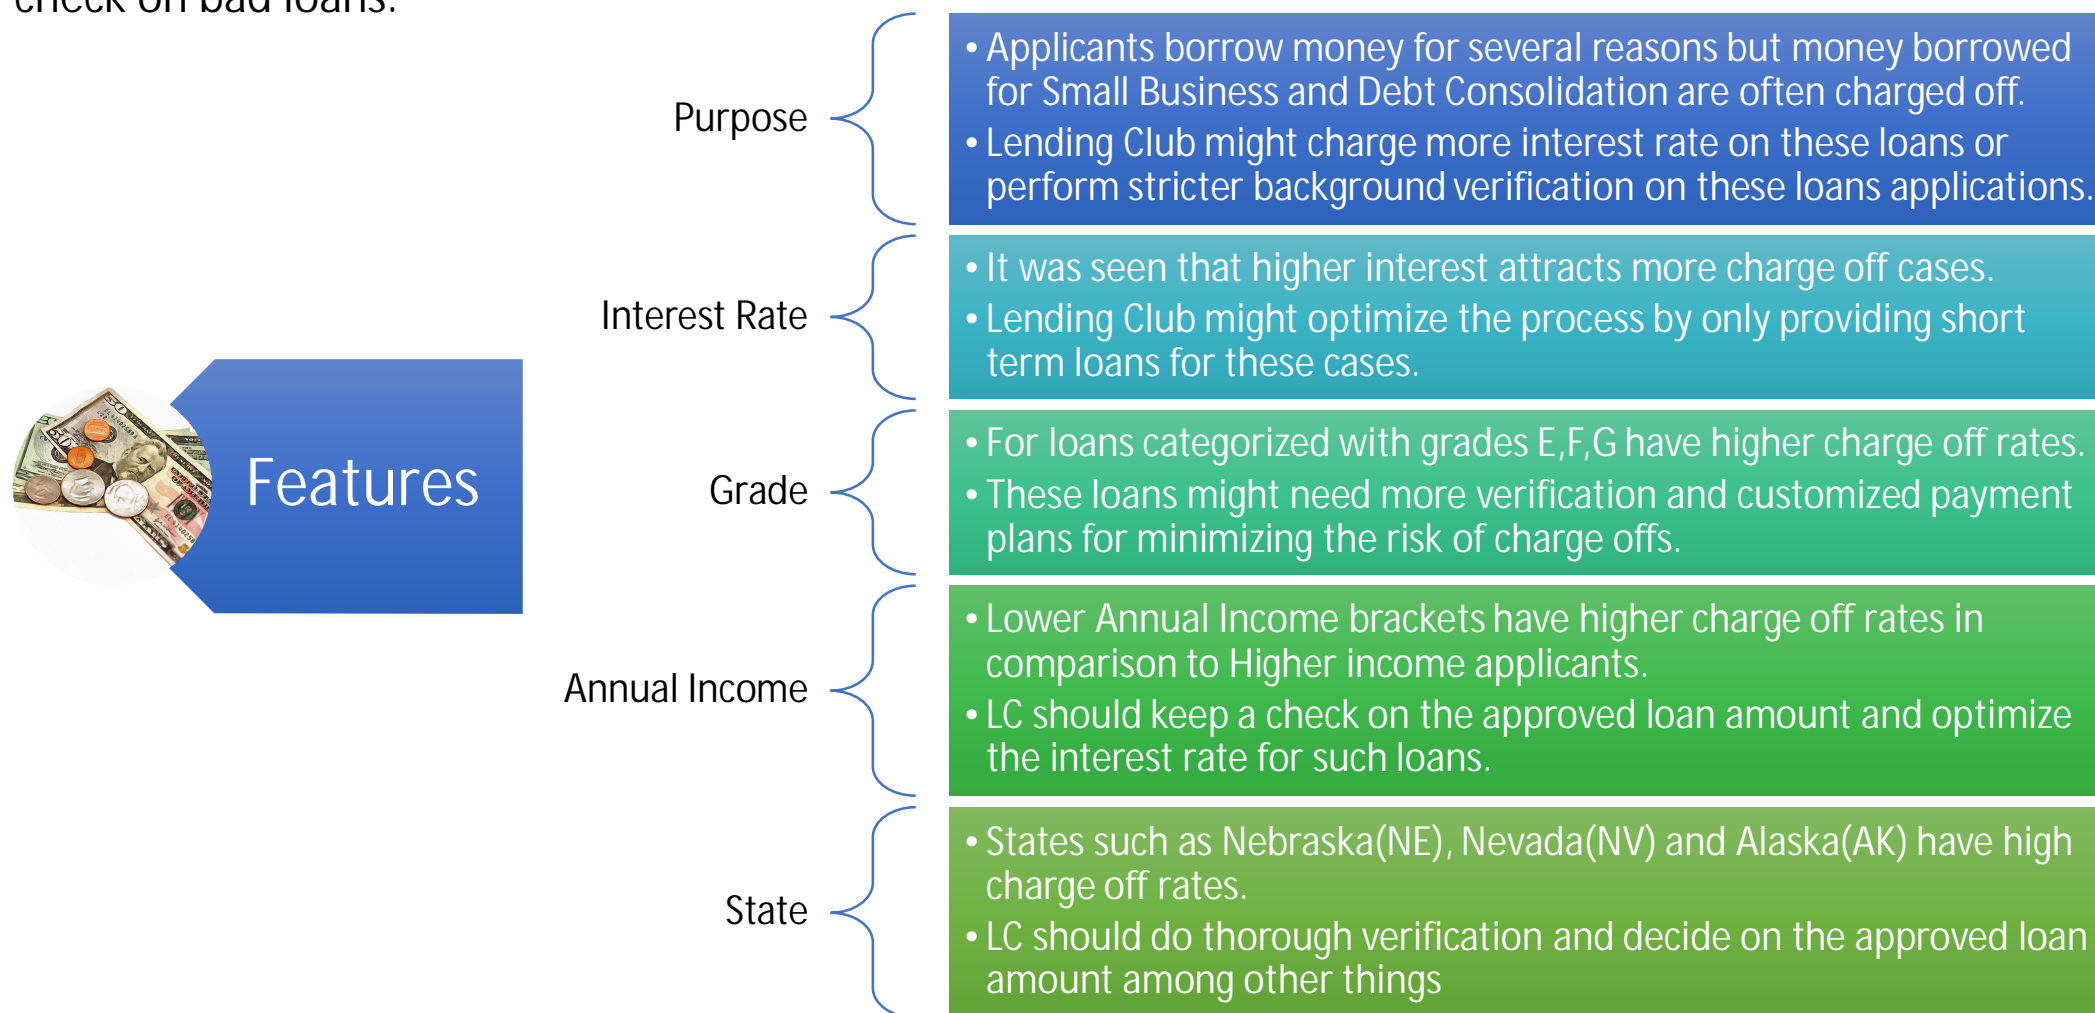 check on bad loans.
Features
Purpose
• Applicants borrow money for several reasons but money borrowed
for Small Business and Debt Consolidation are often charged off.
• Lending Club might charge more interest rate on these loans or
perform stricter background verification on these loans applications.
Interest Rate
• It was seen that higher interest attracts more charge off cases.
• Lending Club might optimize the process by only providing short
term loans for these cases.
Grade
• For loans categorized with grades E,F,G have higher charge off rates.
• These loans might need more verification and customized payment
plans for minimizing the risk of charge offs.
Annual Income
• Lower Annual Income brackets have higher charge off rates in
comparison to Higher income applicants.
• LC should keep a check on the approved loan amount and optimize
the interest rate for such loans.
State
• States such as Nebraska(NE), Nevada(NV) and Alaska(AK) have high
charge off rates.
• LC should do thorough verification and decide on the approved loan
amount among other things